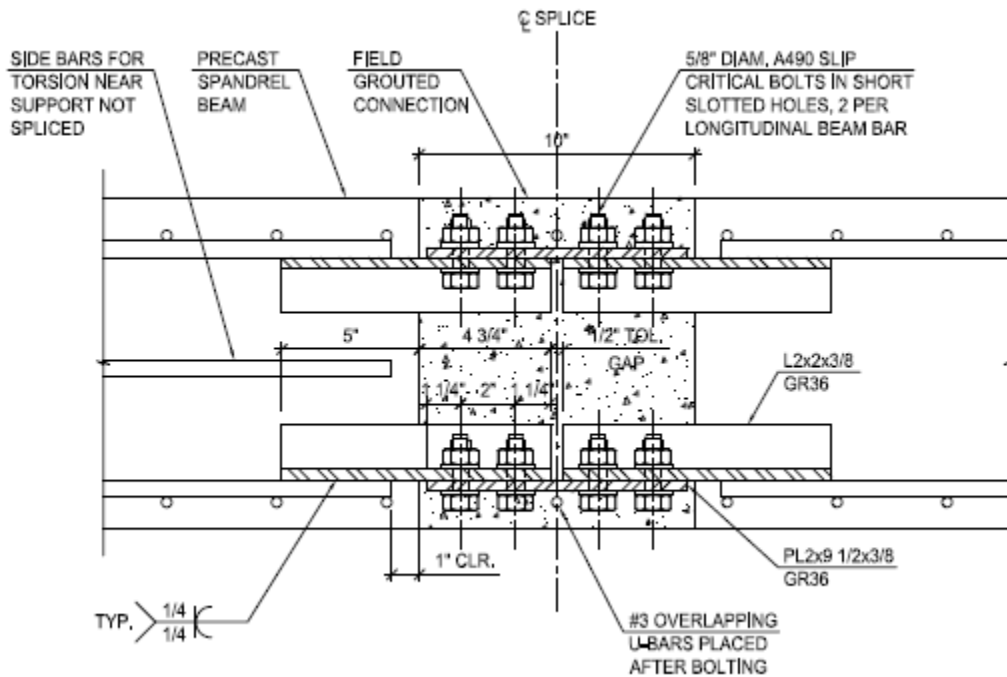 ℄ SPLICE
SIDE BARS FOR
TORSION NEAR
SUPPORT NOT
SPLICED
PRECAST
SPANDREL
BEAM
FIELD
GROUTED
CONNECTION
5/8" DIAM, A490 SLIP
CRITICAL BOLTS IN SHORT
SLOTTED HOLES, 2 PER
LONGITUDINAL BEAM BAR
10"
5"
4 3/4"
1/2" TOL.
GAP
1 1/4"
2"
1 1/4"
L2x2x3/8
GR36
1" CLR.
PL2x9 1/2x3/8
GR36
TYP.
1/4
1/4
#3 OVERLAPPING
U-BARS PLACED
AFTER BOLTING